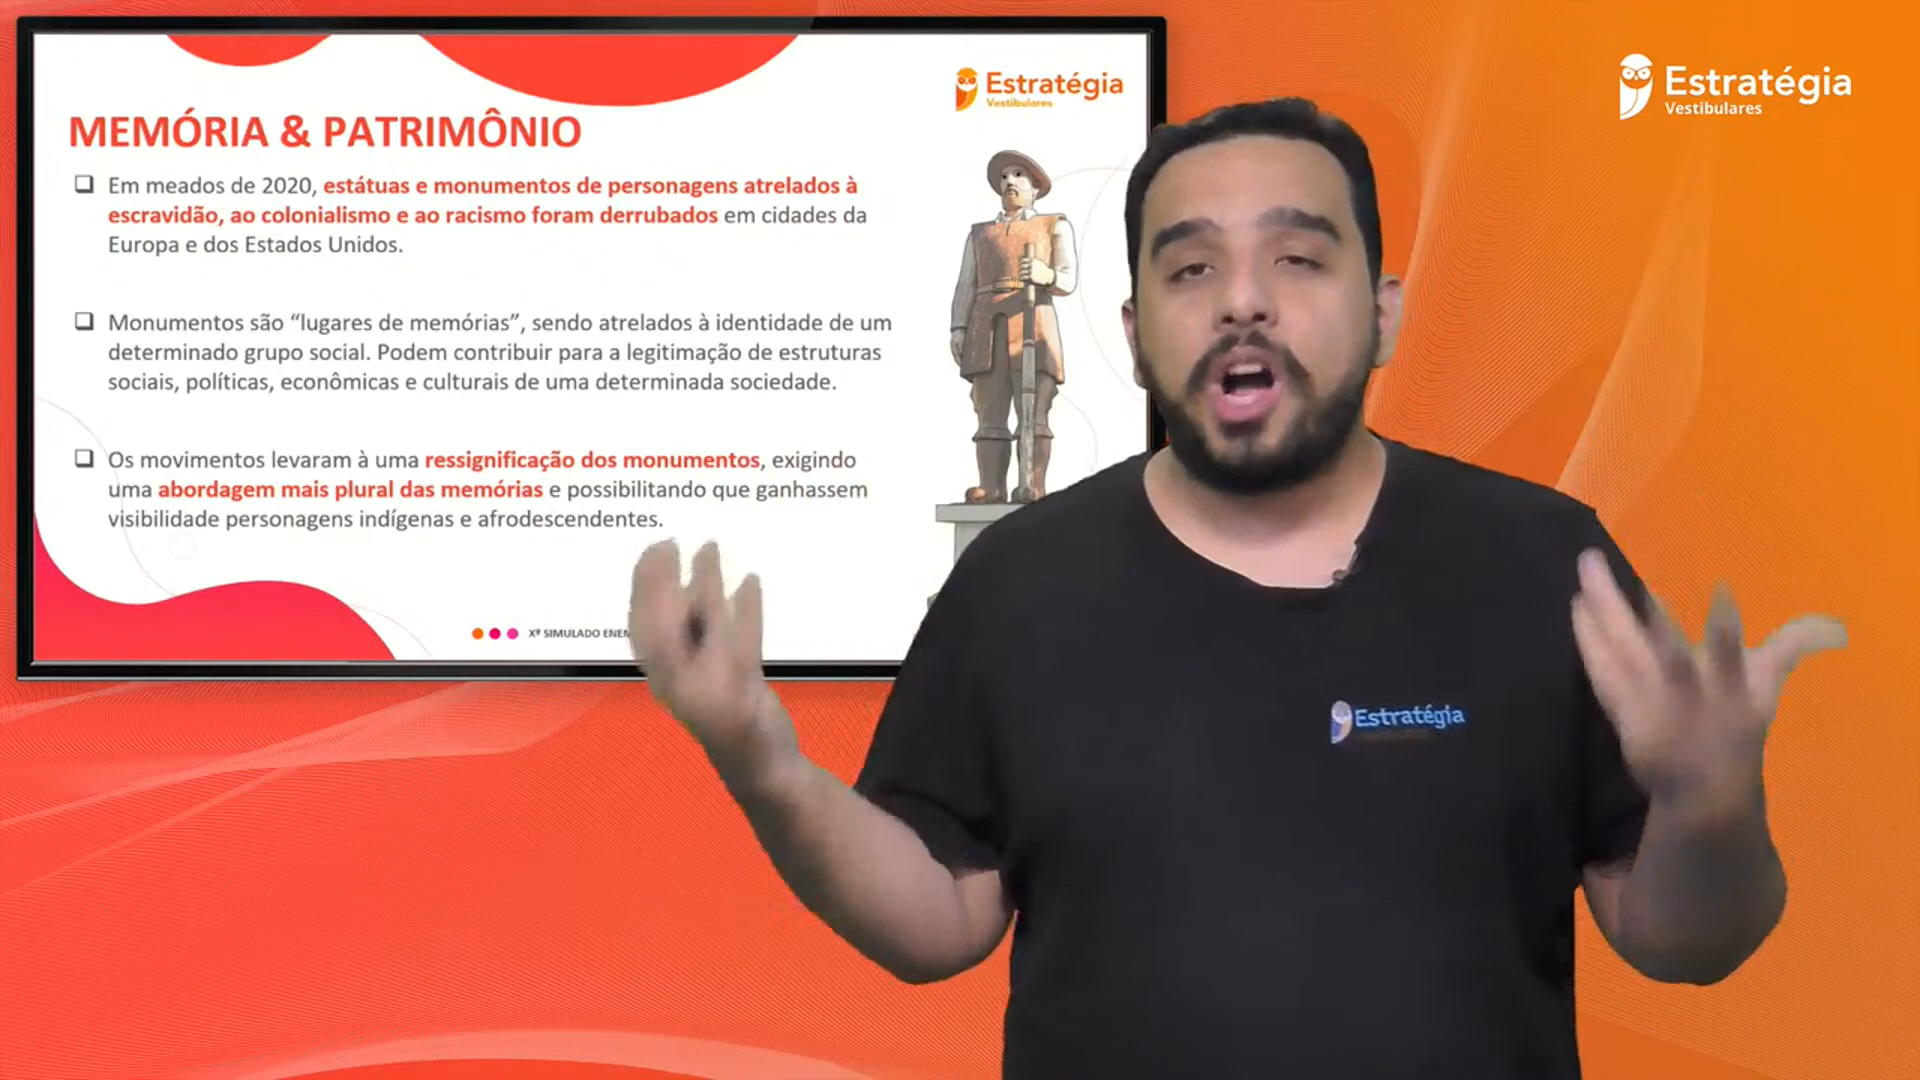 Estratégia
Vestibulares
MEMÓRIA & PATRIMÔNIO
Em meados de 2020, estátuas e monumentos de personagens atrelados à
escravidão, ao colonialismo e ao racismo foram derrubados em cidades da
Europa e dos Estados Unidos.
Monumentos são “lugares de memórias”, sendo atrelados à identidade de um
determinado grupo social. Podem contribuir para a legitimação de estruturas
sociais, políticas, econômicas e culturais de uma determinada sociedade.
Os movimentos levaram à uma ressignificação dos monumentos, exigindo
uma abordagem mais plural das memórias e possibilitando que ganhassem
visibilidade personagens indígenas e afrodescendentes.
Xº SIMULADO ENEM
Estratégia
Vestibulares
Estratégia